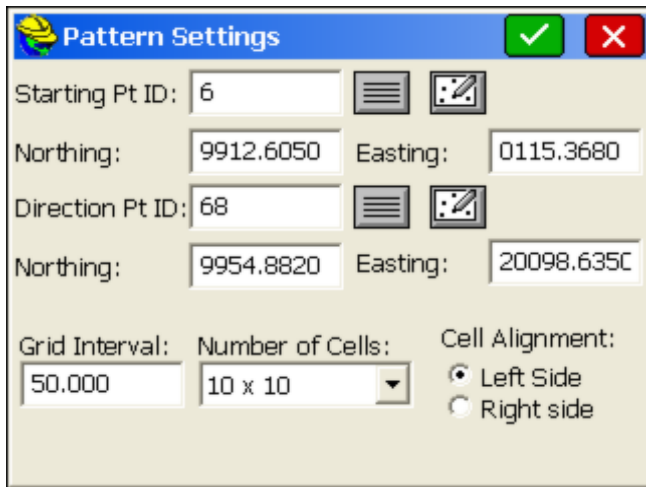 Pattern Settings
Starting Pt ID: 6
Northing: 9912.6050 Easting: 0115.3680
Direction Pt ID: 68
Northing: 9954.8820 Easting: 20098.6350
Grid Interval: Number of Cells: Cell Alignment:
50.000 10 x 10 Left Side
Right side